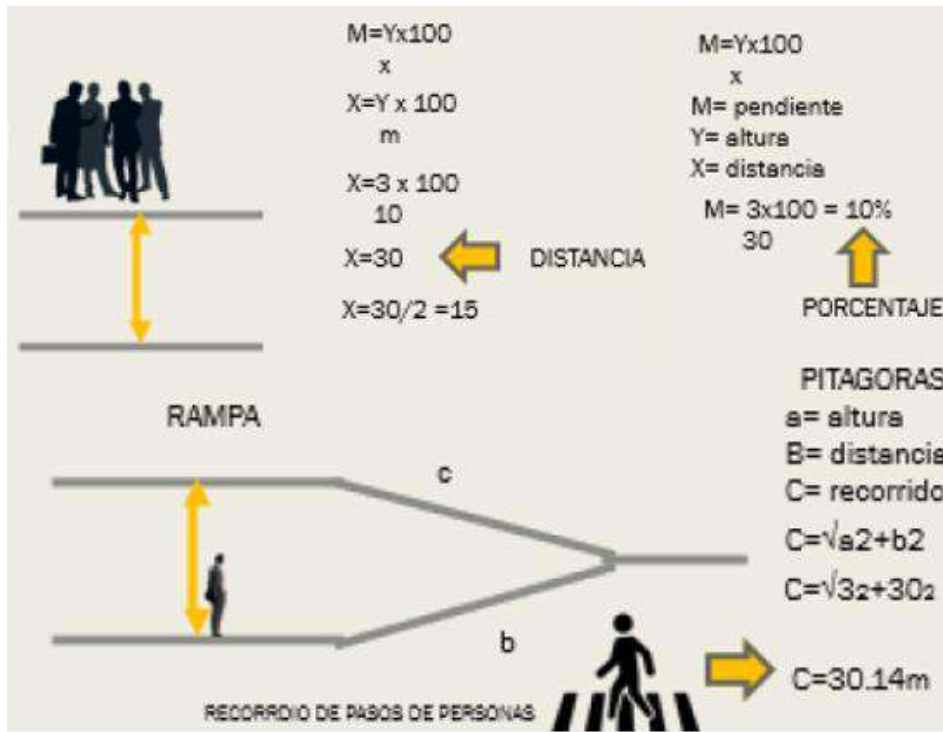 M=Yx100
x
X=Y x 100
m
X=3 x 100
10
X=30
DISTANCIA
X=30/2 =15
M=Yx100
x
M= pendiente
Y= altura
X= distancia
M= 3x100 = 10%
30
PORCENTAJE
RAMPA
c
b
RECORRDIO DE PASOS DE PERSONAS
PITAGORAS
a= altura
B= distancia
C= recorrido
C=√a2+b2
C=√32+302
C=30.14m